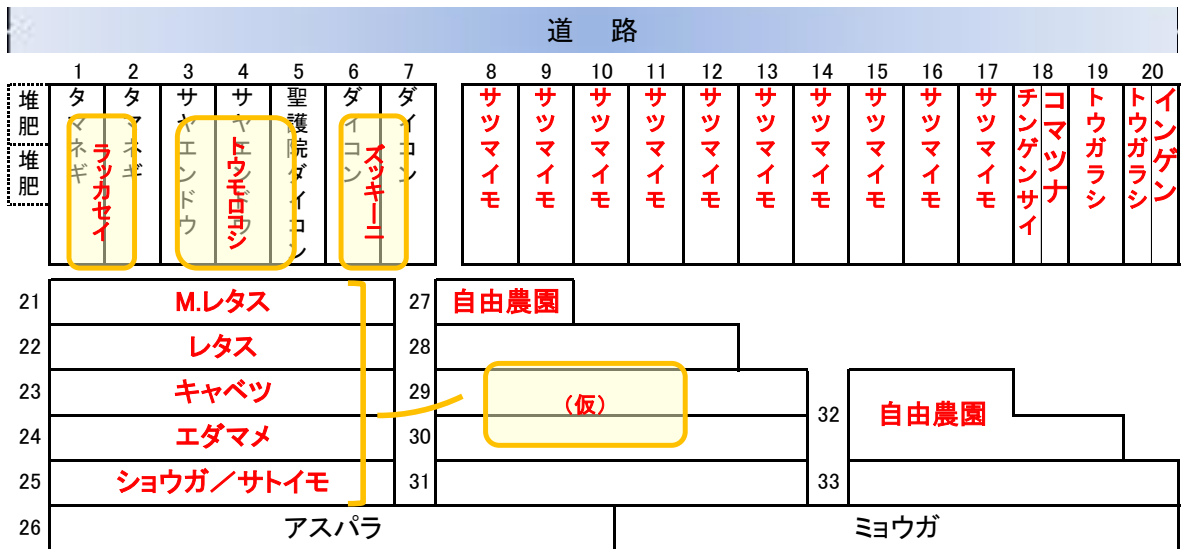 道 路
1 2 3 4 5 6 7 8 9 10 11 12 13 14 15 16 17 18 19 20
堆肥
堆肥
タマネギ
タマネギ
ラッカセイ
サヤエンドウ
サヤエンドウ
トウモロコシ
聖護院ダイコン
ダイコン
ダイコン
ズッキーニ
サツマイモ
サツマイモ
サツマイモ
サツマイモ
サツマイモ
サツマイモ
サツマイモ
サツマイモ
サツマイモ
サツマイモ
チンゲンサイ
コマツナ
トウガラシ
トウガラシ
インゲン
21 M.レタス 27 自由農園
22 レタス 28
23 キャベツ 29 （仮）
32 自由農園
24 エダマメ 30
25 ショウガ／サトイモ 31 33
26 アスパラ ミョウガ